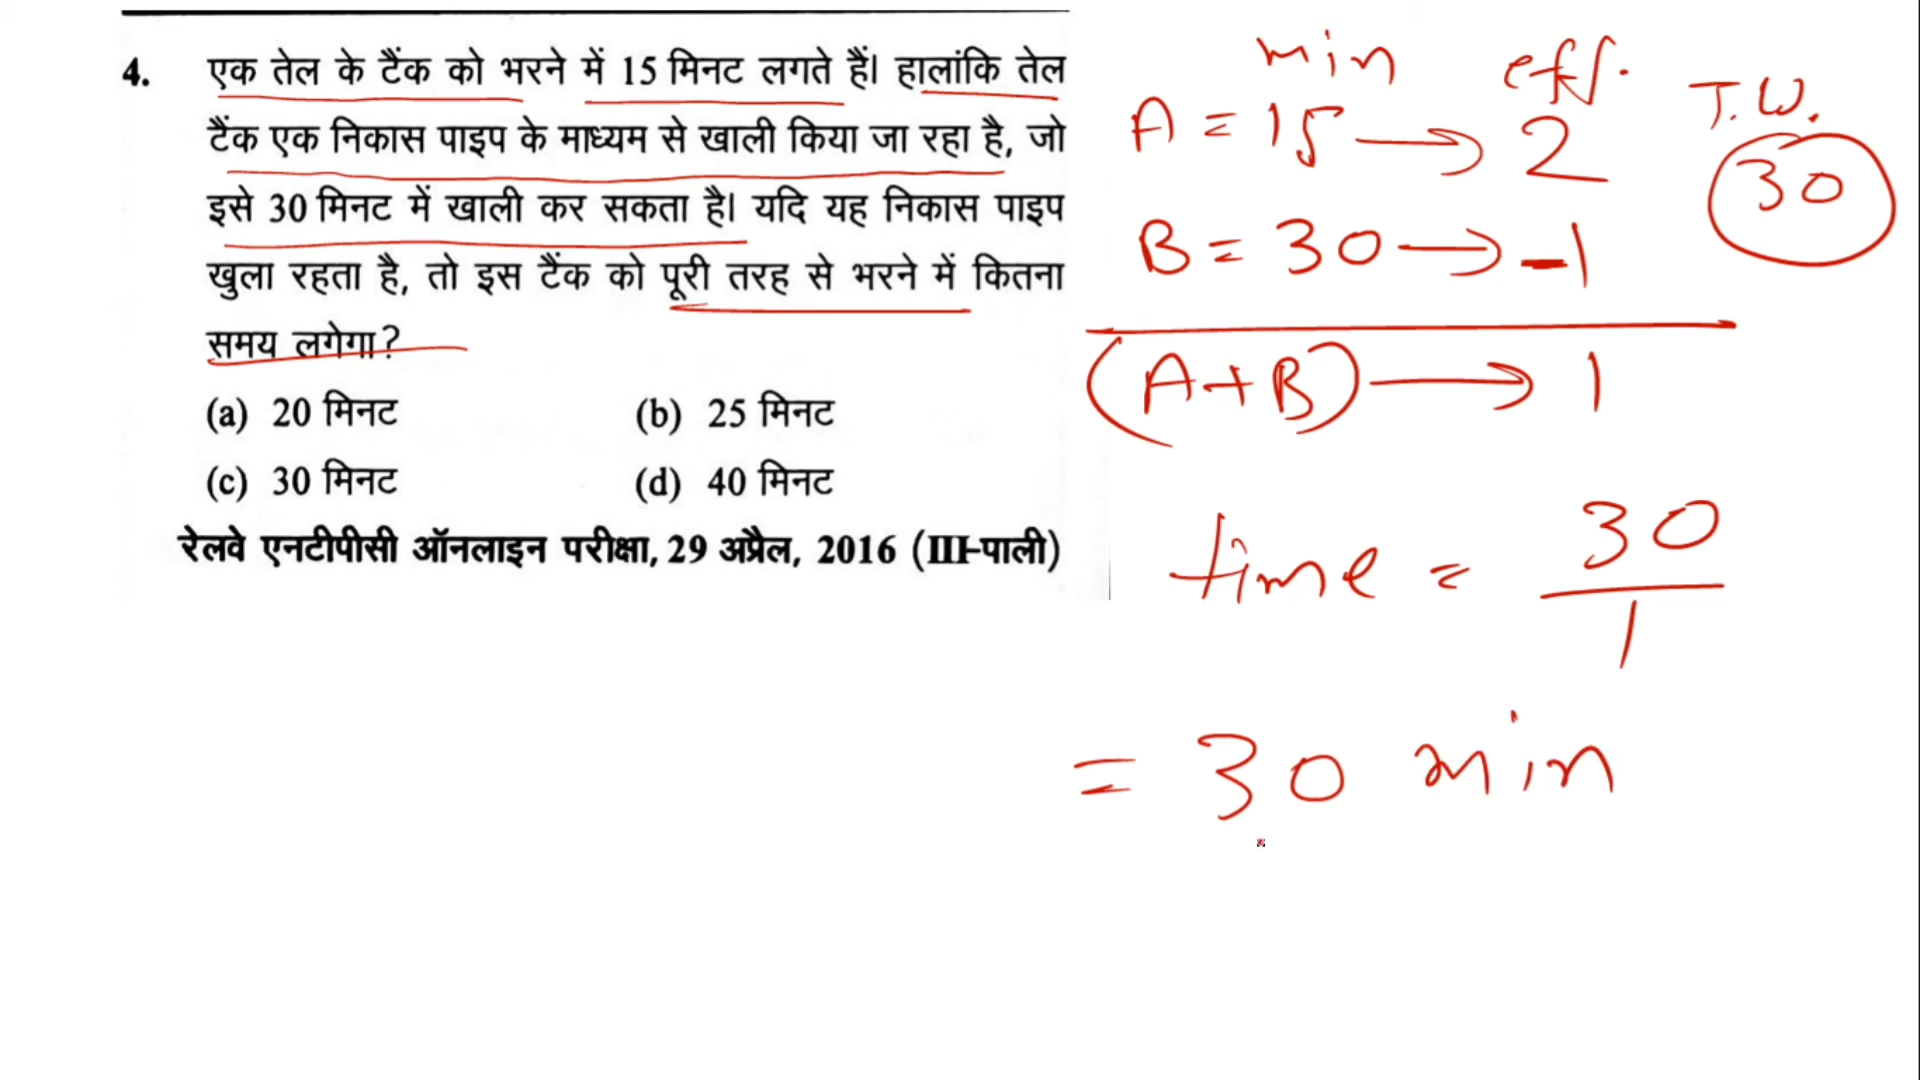 4. एक तेल के टैंक को भरने में 15 मिनट लगते हैं। हालांकि तेल
टैंक एक निकास पाइप के माध्यम से खाली किया जा रहा है, जो
इसे 30 मिनट में खाली कर सकता है। यदि यह निकास पाइप
खुला रहता है, तो इस टैंक को पूरी तरह से भरने में कितना
समय लगेगा?
(a) 20 मिनट (b) 25 मिनट
(c) 30 मिनट (d) 40 मिनट
रेलवे एनटीपीसी ऑनलाइन परीक्षा, 29 अप्रैल, 2016 (III-पाली)
min eff. T.W.
A = 15 → 2 30
B = 30 → -1
(A+B) → 1
time = 30/1
= 30 min